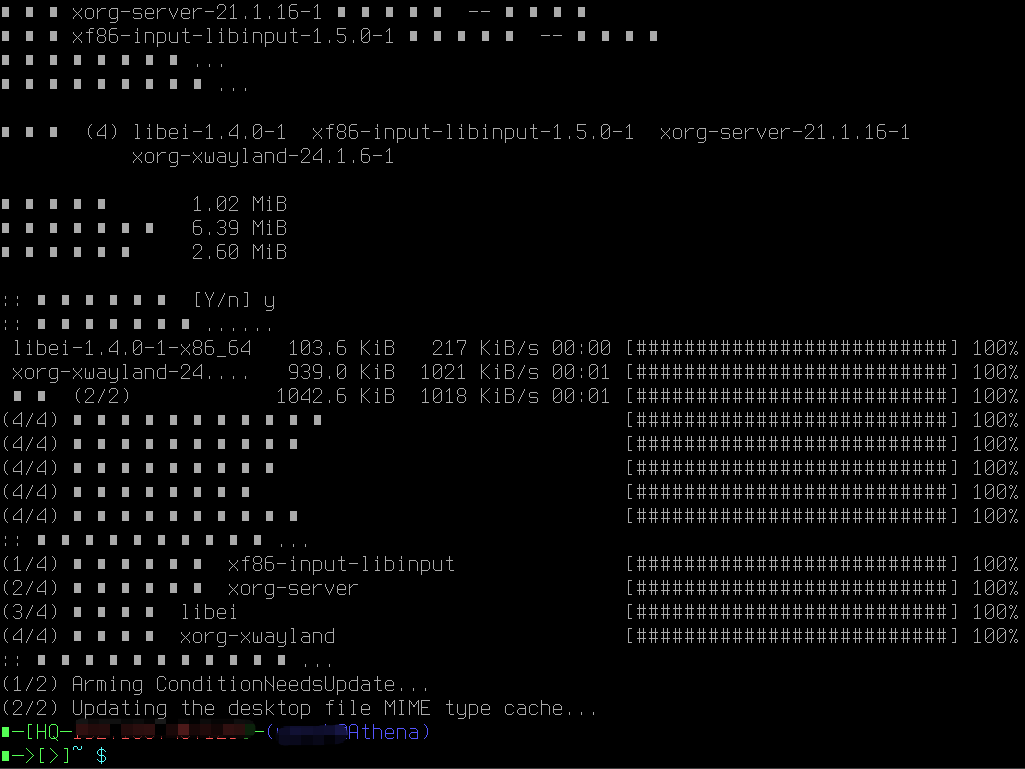 xorg-server-21.1.16-1 --
xf86-input-libinput-1.5.0-1 --
...
...
(4) libei-1.4.0-1 xf86-input-libinput-1.5.0-1 xorg-server-21.1.16-1
xorg-xwayland-24.1.6-1
1.02 MiB
6.39 MiB
2.60 MiB
:: [Y/n] y
:: ......
libei-1.4.0-1-x86_64 103.6 KiB 217 KiB/s 00:00 [##########################] 100%
xorg-xwayland-24.... 939.0 KiB 1021 KiB/s 00:01 [##########################] 100%
(2/2) 1042.6 KiB 1018 KiB/s 00:01 [##########################] 100%
(4/4) [##########################] 100%
(4/4) [##########################] 100%
(4/4) [##########################] 100%
(4/4) [##########################] 100%
(4/4) [##########################] 100%
:: ...
(1/4) xf86-input-libinput [##########################] 100%
(2/4) xorg-server [##########################] 100%
(3/4) libei [##########################] 100%
(4/4) xorg-xwayland [##########################] 100%
:: ...
(1/2) Arming ConditionNeedsUpdate...
(2/2) Updating the desktop file MIME type cache...
-[HQ- -( @Athena)
->[>]~ $